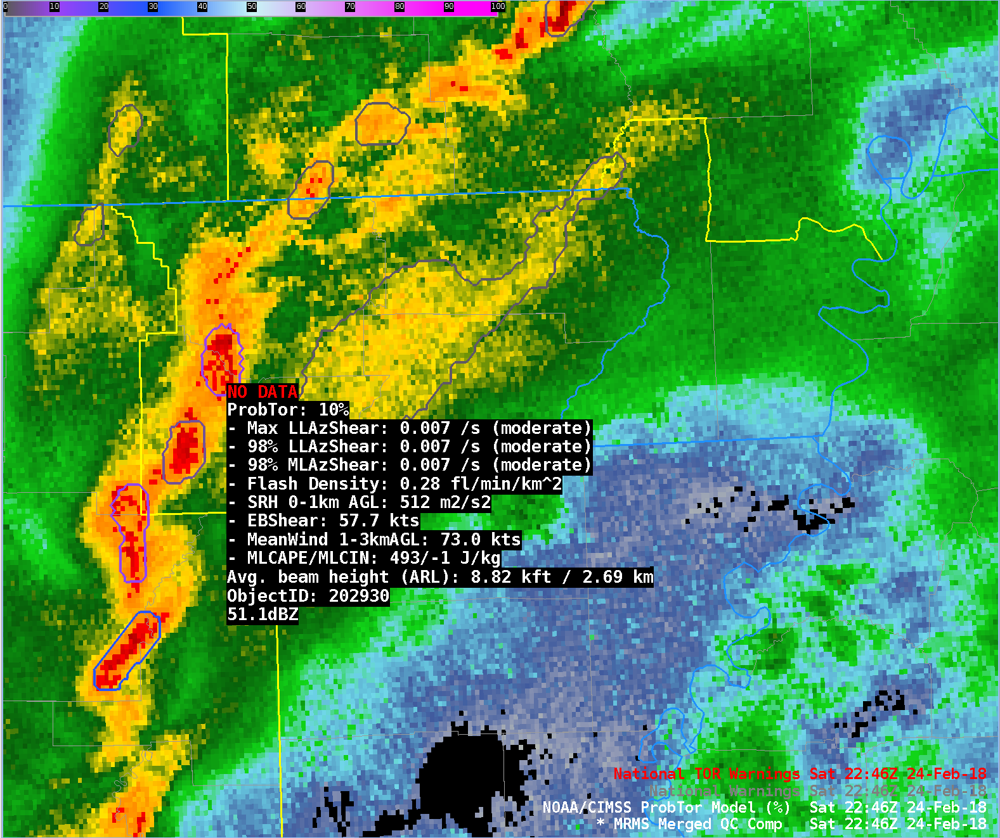 0 10 20 30 40 50 60 70 80 90 100
NO DATA
ProbTor: 10%
- Max LLAzShear: 0.007 /s (moderate)
- 98% LLAzShear: 0.007 /s (moderate)
- 98% MLAzShear: 0.007 /s (moderate)
- Flash Density: 0.28 fl/min/km^2
- SRH 0-1km AGL: 512 m2/s2
- EBShear: 57.7 kts
- MeanWind 1-3kmAGL: 73.0 kts
- MLCAPE/MLCIN: 493/-1 J/kg
Avg. beam height (ARL): 8.82 kft / 2.69 km
ObjectID: 202930
51.1dBZ
National TOR Warnings Sat 22:46Z 24-Feb-18
National Warnings Sat 22:46Z 24-Feb-18
NOAA/CIMSS ProbTor Model (%) Sat 22:46Z 24-Feb-18
* MRMS Merged QC Comp Sat 22:46Z 24-Feb-18